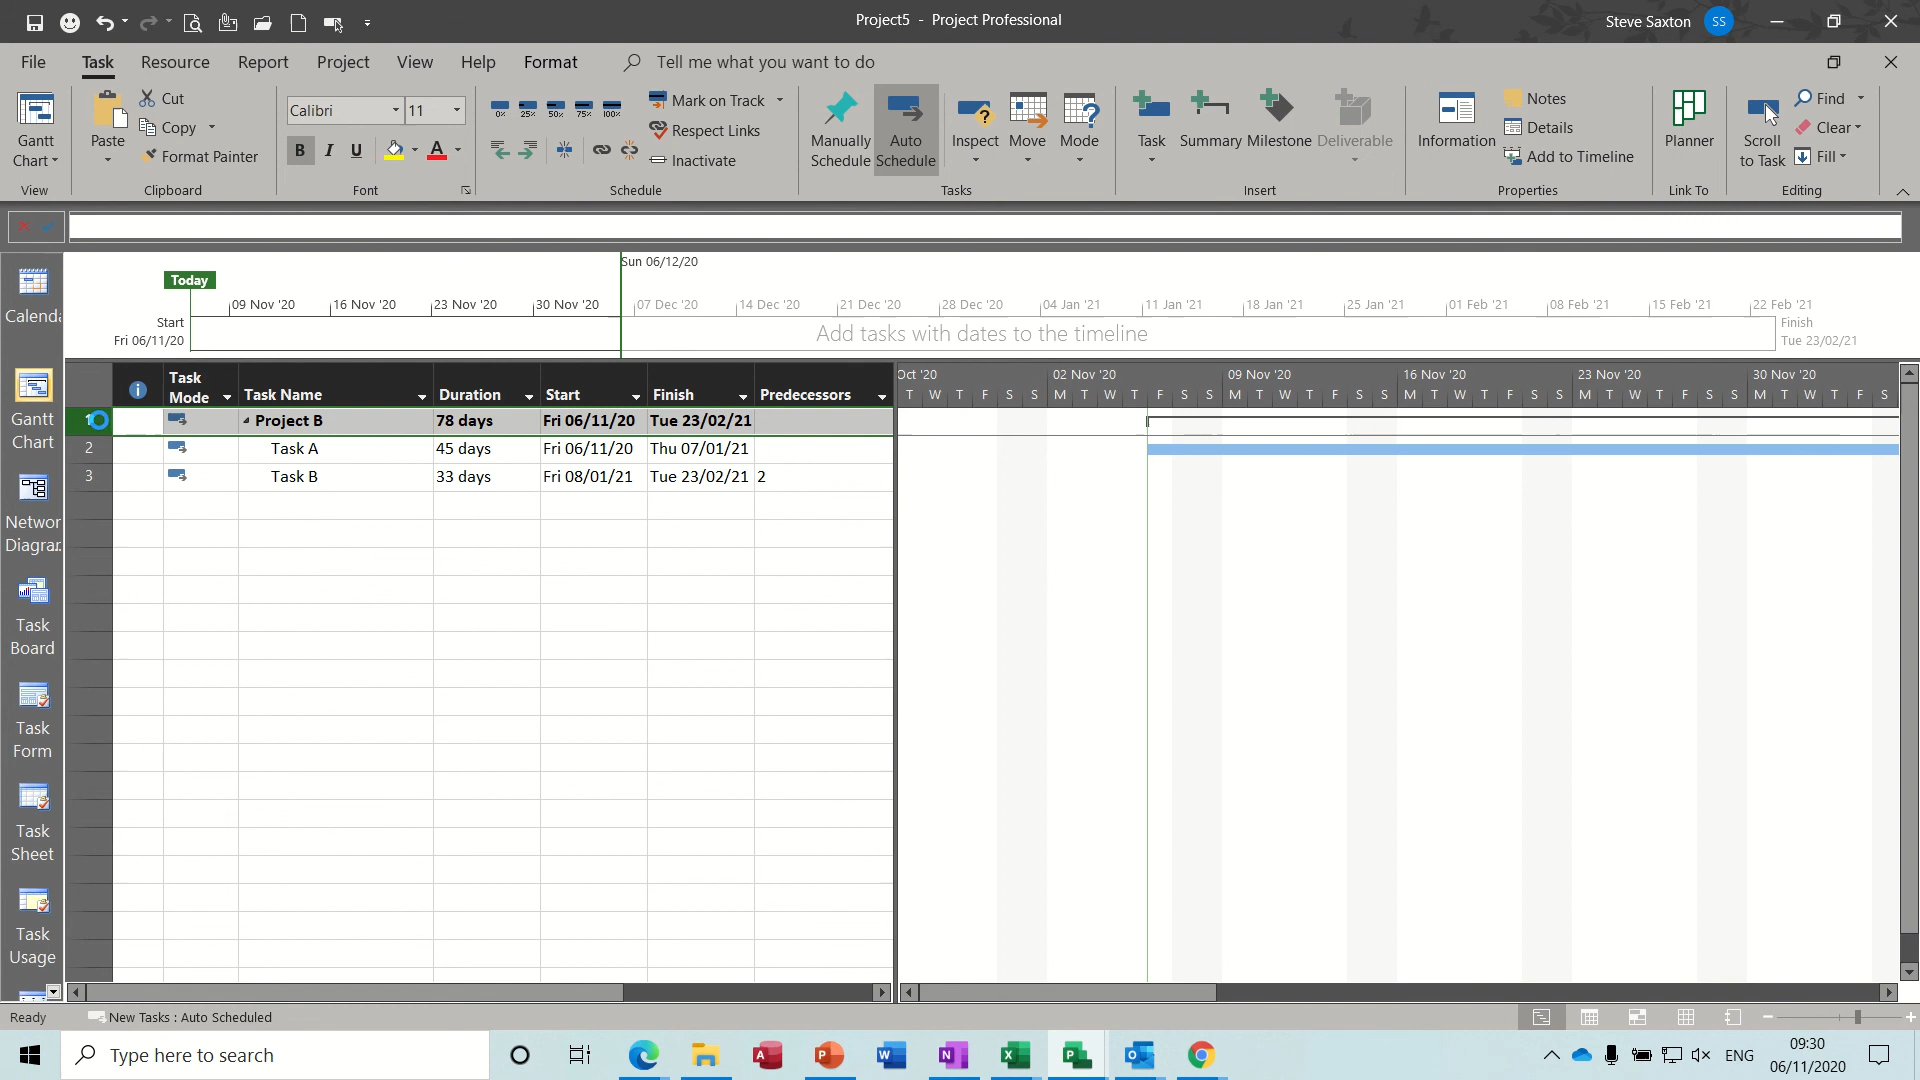 Project5 - Project Professional
Steve Saxton
SS
File
Task
Resource
Report
Project
View
Help
Format
Tell me what you want to do
Gantt
Chart
View
Paste
Cut
Copy
Format Painter
Clipboard
Calibri
11
B I U
A
Font
0%
25%
50%
75%
100%
Mark on Track
Respect Links
Inactivate
Schedule
Manually
Schedule
Auto
Schedule
Inspect
Move
Mode
Tasks
Task
Summary
Milestone
Deliverable
Insert
Information
Notes
Details
Add to Timeline
Properties
Planner
Link To
Scroll
to Task
Find
Clear
Fill
Editing
Sun 06/12/20
Today
09 Nov '20
16 Nov '20
23 Nov '20
30 Nov '20
07 Dec '20
14 Dec '20
21 Dec '20
28 Dec '20
04 Jan '21
11 Jan '21
18 Jan '21
25 Jan '21
01 Feb '21
08 Feb '21
15 Feb '21
22 Feb '21
Start
Fri 06/11/20
Add tasks with dates to the timeline
Finish
Tue 23/02/21
Calenda
Gantt
Chart
Networ
Diagrar
Task
Board
Task
Form
Task
Sheet
Task
Usage
Task
Mode
Task Name
Duration
Start
Finish
Predecessors
1 Project B 78 days Fri 06/11/20 Tue 23/02/21
2 Task A 45 days Fri 06/11/20 Thu 07/01/21
3 Task B 33 days Fri 08/01/21 Tue 23/02/21 2
Oct '20
02 Nov '20
09 Nov '20
16 Nov '20
23 Nov '20
30 Nov '20
T W T F S S M T W T F S S M T W T F S S M T W T F S S M T W T F S S M T W T F S
Ready
New Tasks : Auto Scheduled
Type here to search
ENG
09:30
06/11/2020